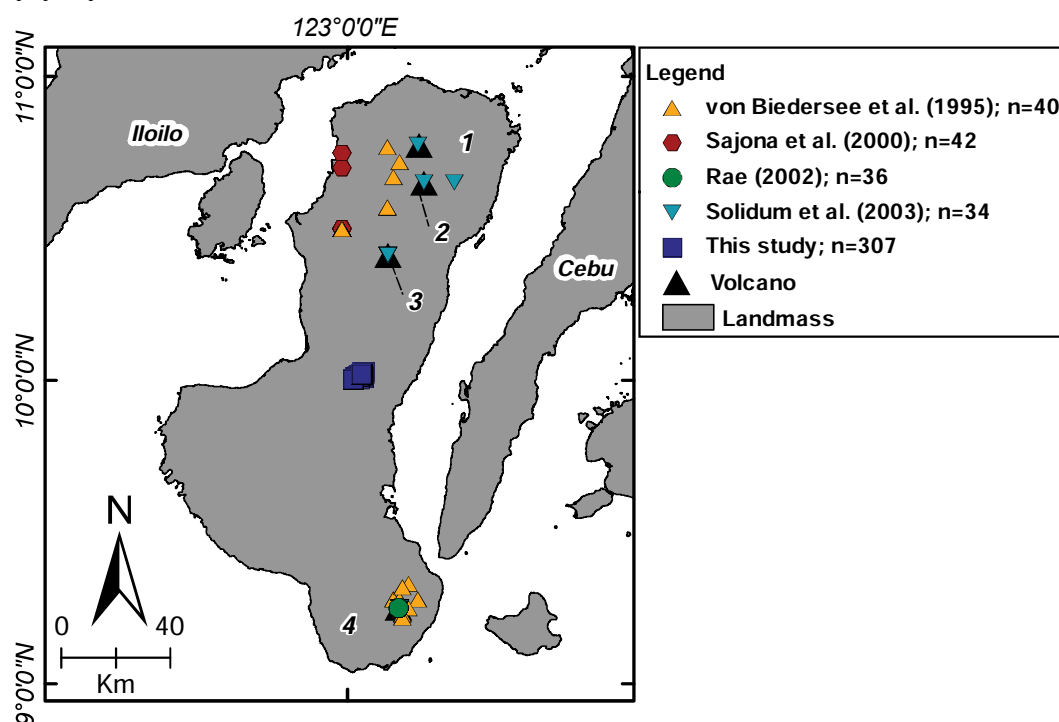 123°0'0"E
11°0'0"N
10°0'0"N
9°0'0"N
Iloilo
Cebu
1
2
3
4
N
0 40
Km
Legend
von Biedersee et al. (1995); n=40
Sajona et al. (2000); n=42
Rae (2002); n=36
Solidum et al. (2003); n=34
This study; n=307
Volcano
Landmass